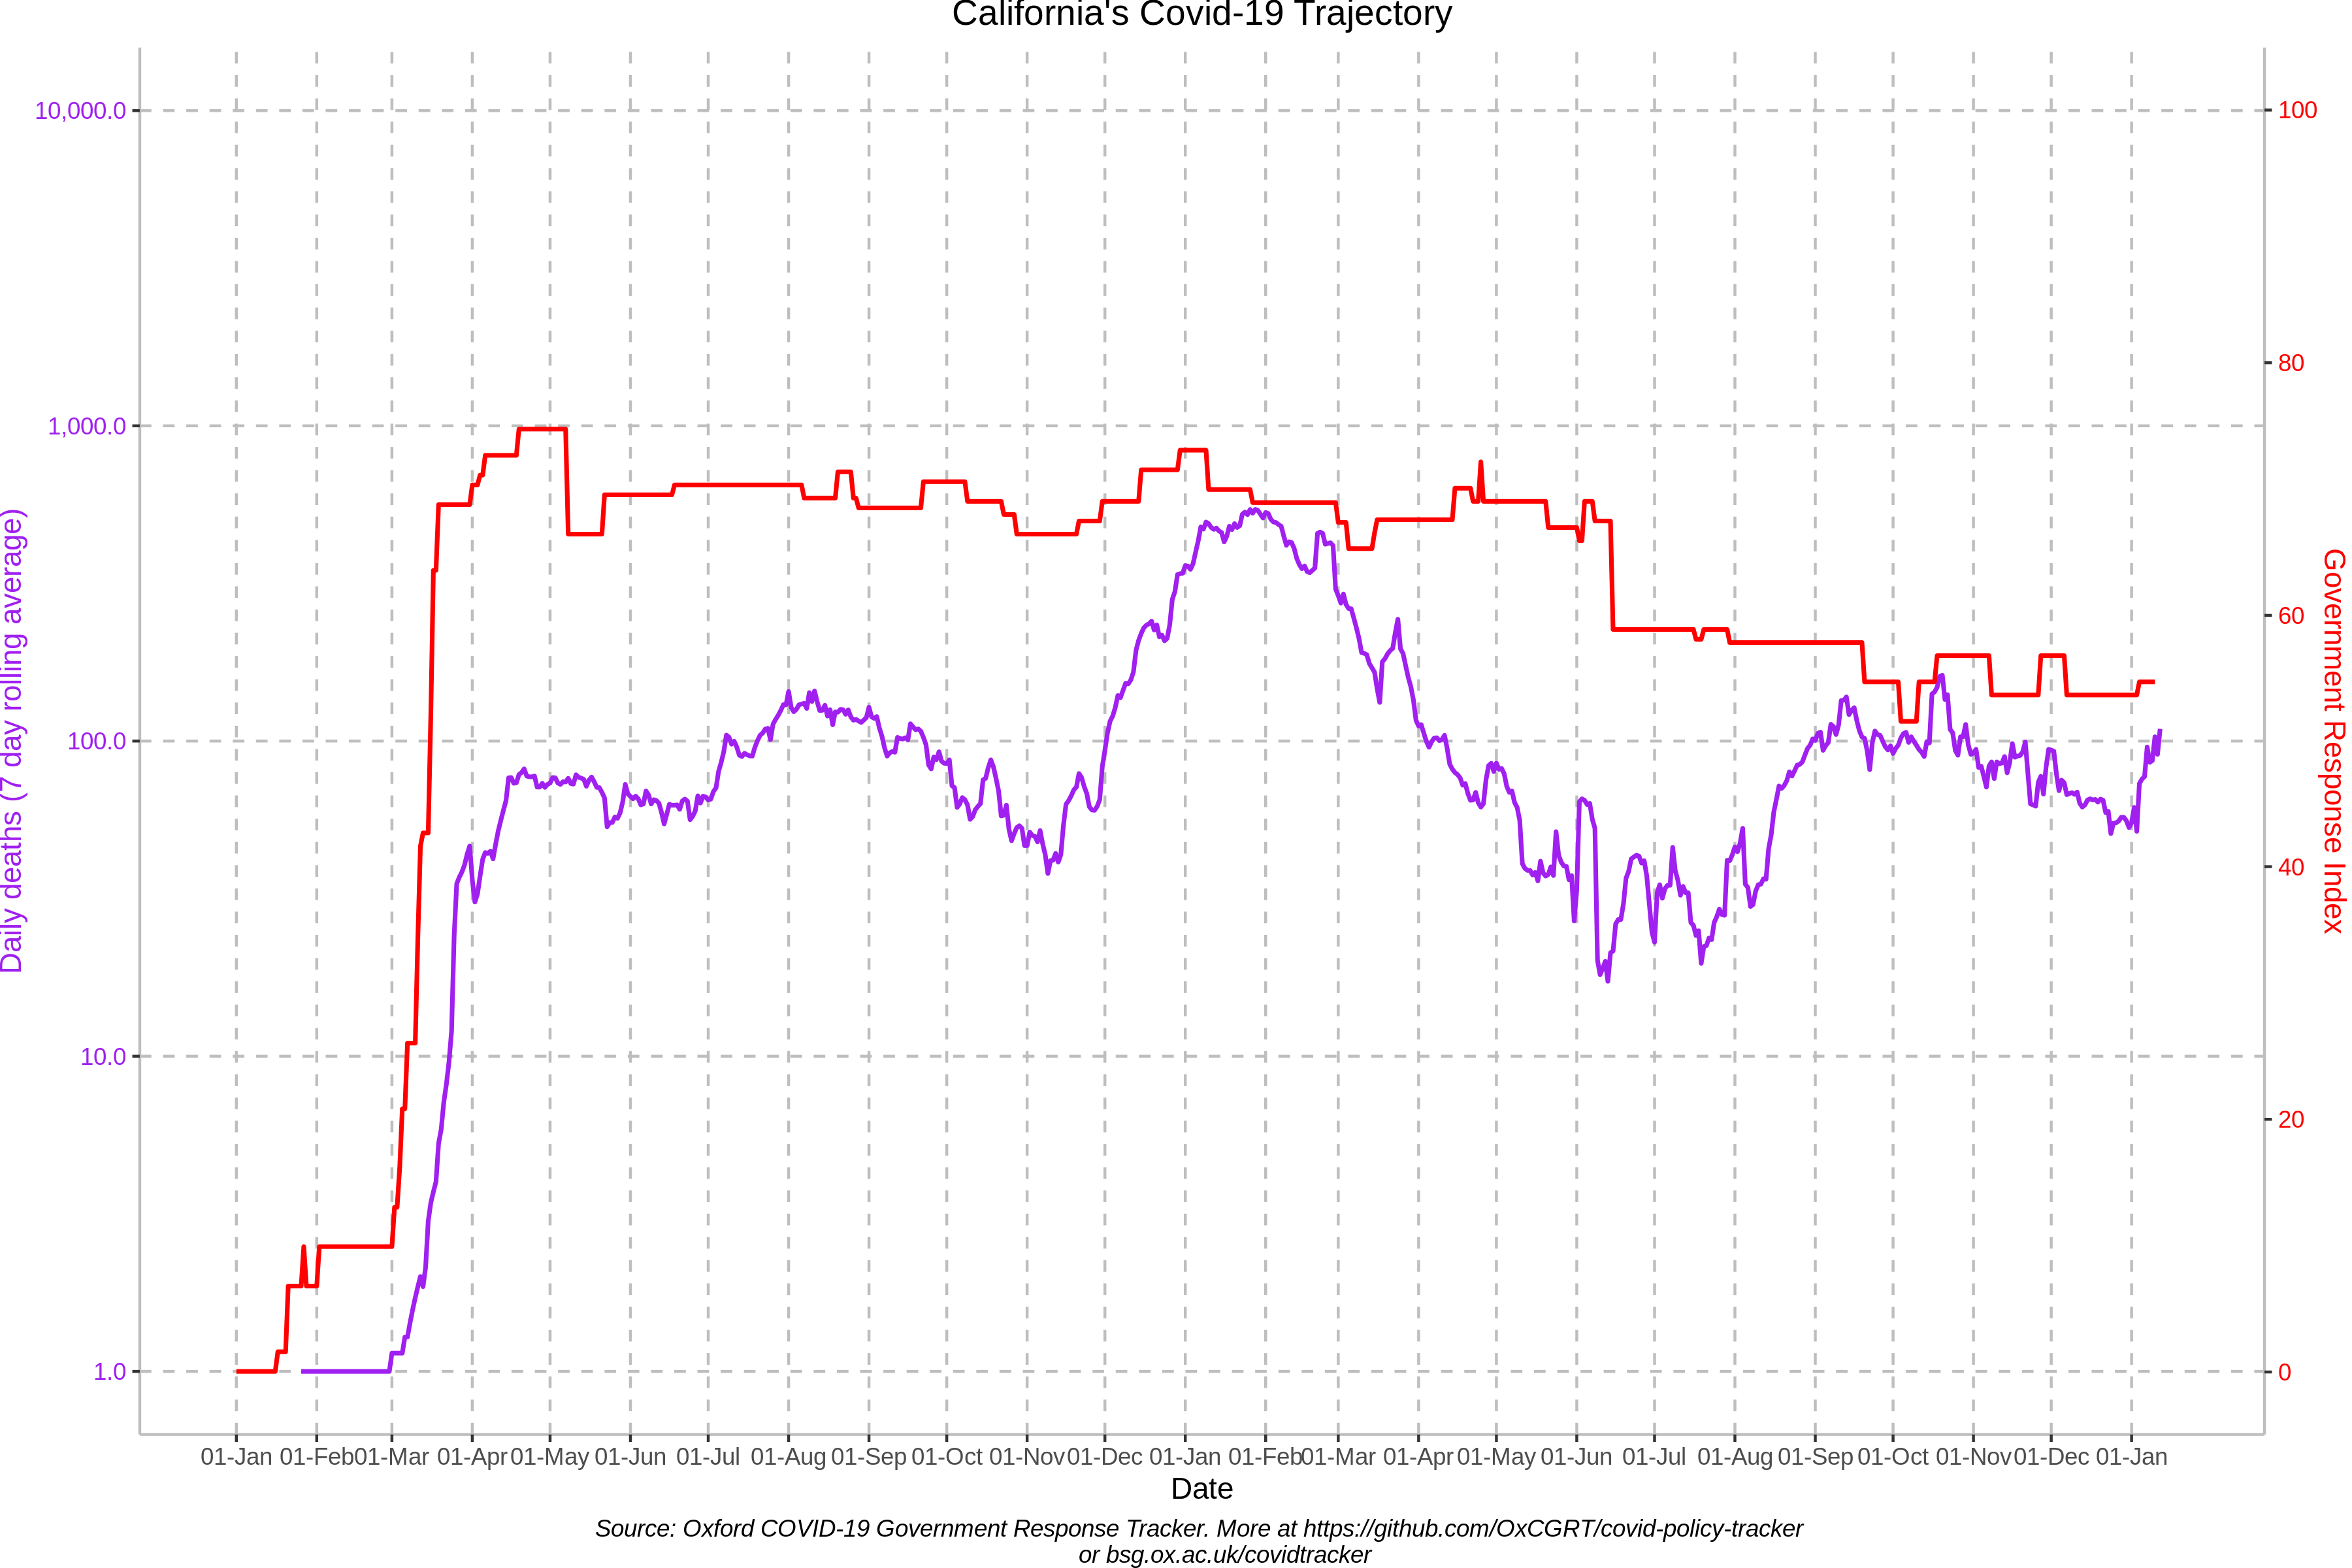 California's Covid-19 Trajectory
10,000.0
1,000.0
100.0
10.0
1.0
Daily deaths (7 day rolling average)
100
80
60
40
20
0
Government Response Index
01-Jan 01-Feb 01-Mar 01-Apr 01-May 01-Jun 01-Jul 01-Aug 01-Sep 01-Oct 01-Nov 01-Dec 01-Jan 01-Feb 01-Mar 01-Apr 01-May 01-Jun 01-Jul 01-Aug 01-Sep 01-Oct 01-Nov 01-Dec 01-Jan
Date
Source: Oxford COVID-19 Government Response Tracker. More at https://github.com/OxCGRT/covid-policy-tracker
or bsg.ox.ac.uk/covidtracker